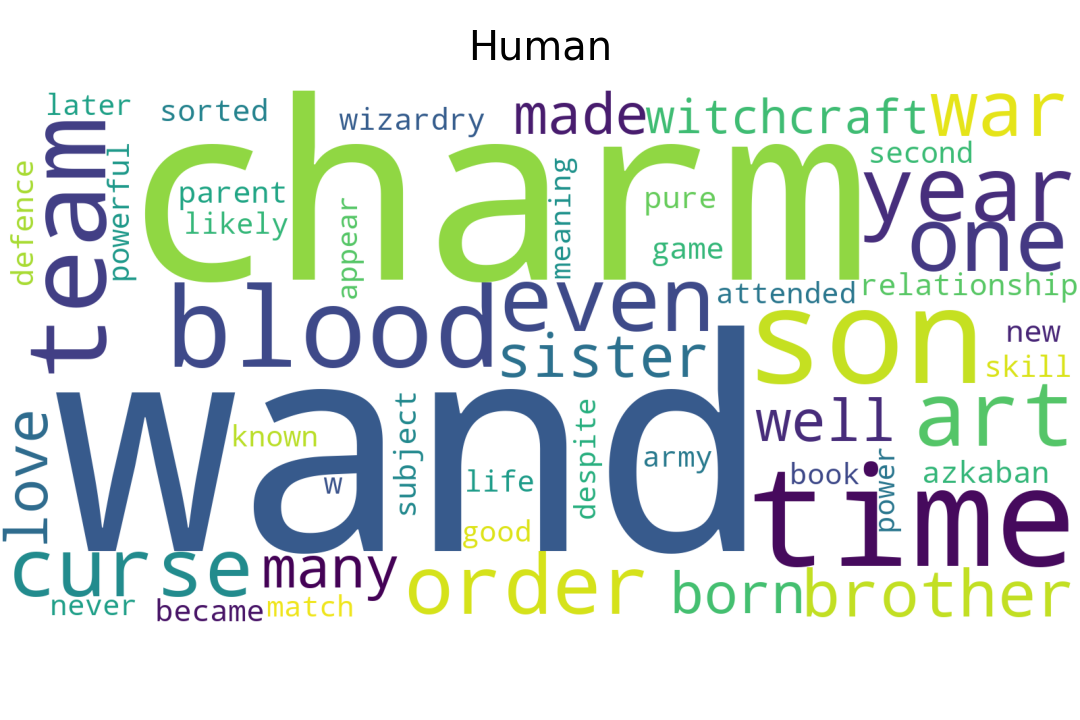 Human
later
sorted
wizardry
made
witchcraft
war
team
defence
powerful
charm
parent
likely
appear
meaning
pure
game
second
year
one
blood
even
attended
relationship
sister
son
new
skill
wand
love
known
w
subject
life
good
despite
army
well
art
book
power
azkaban
time
curse
many
order
born
brother
never
became
match